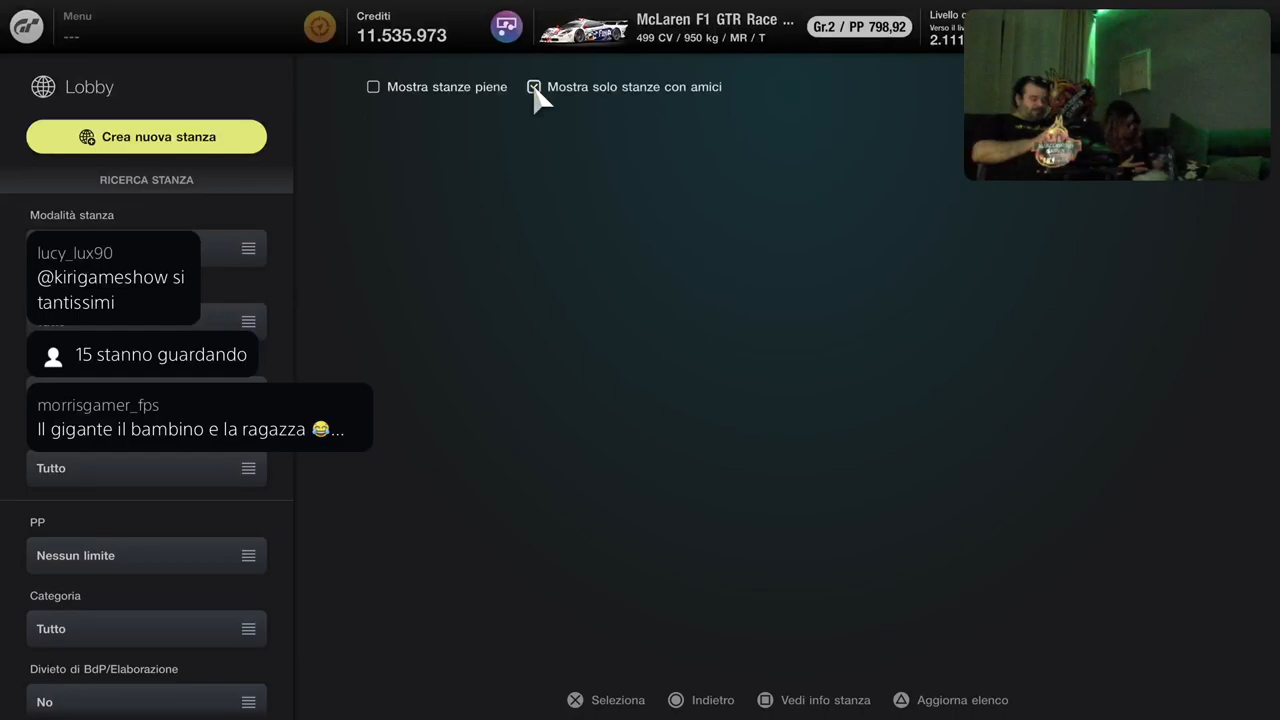 Menu
---
Crediti
11.535.973
McLaren F1 GTR Race ...
499 CV / 950 kg / MR / T
Gr.2 / PP 798,92
Livello
Verso il
2.111
Lobby
Crea nuova stanza
RICERCA STANZA
Modalità stanza
Mostra stanze piene
Mostra solo stanze con amici
lucy_lux90
@kirigameshow si
tantissimi
15 stanno guardando
morrisgamer_fps
Il gigante il bambino e la ragazza 😂...
Tutto
PP
Nessun limite
Categoria
Tutto
Divieto di BdP/Elaborazione
No
Seleziona
Indietro
Vedi info stanza
Aggiorna elenco